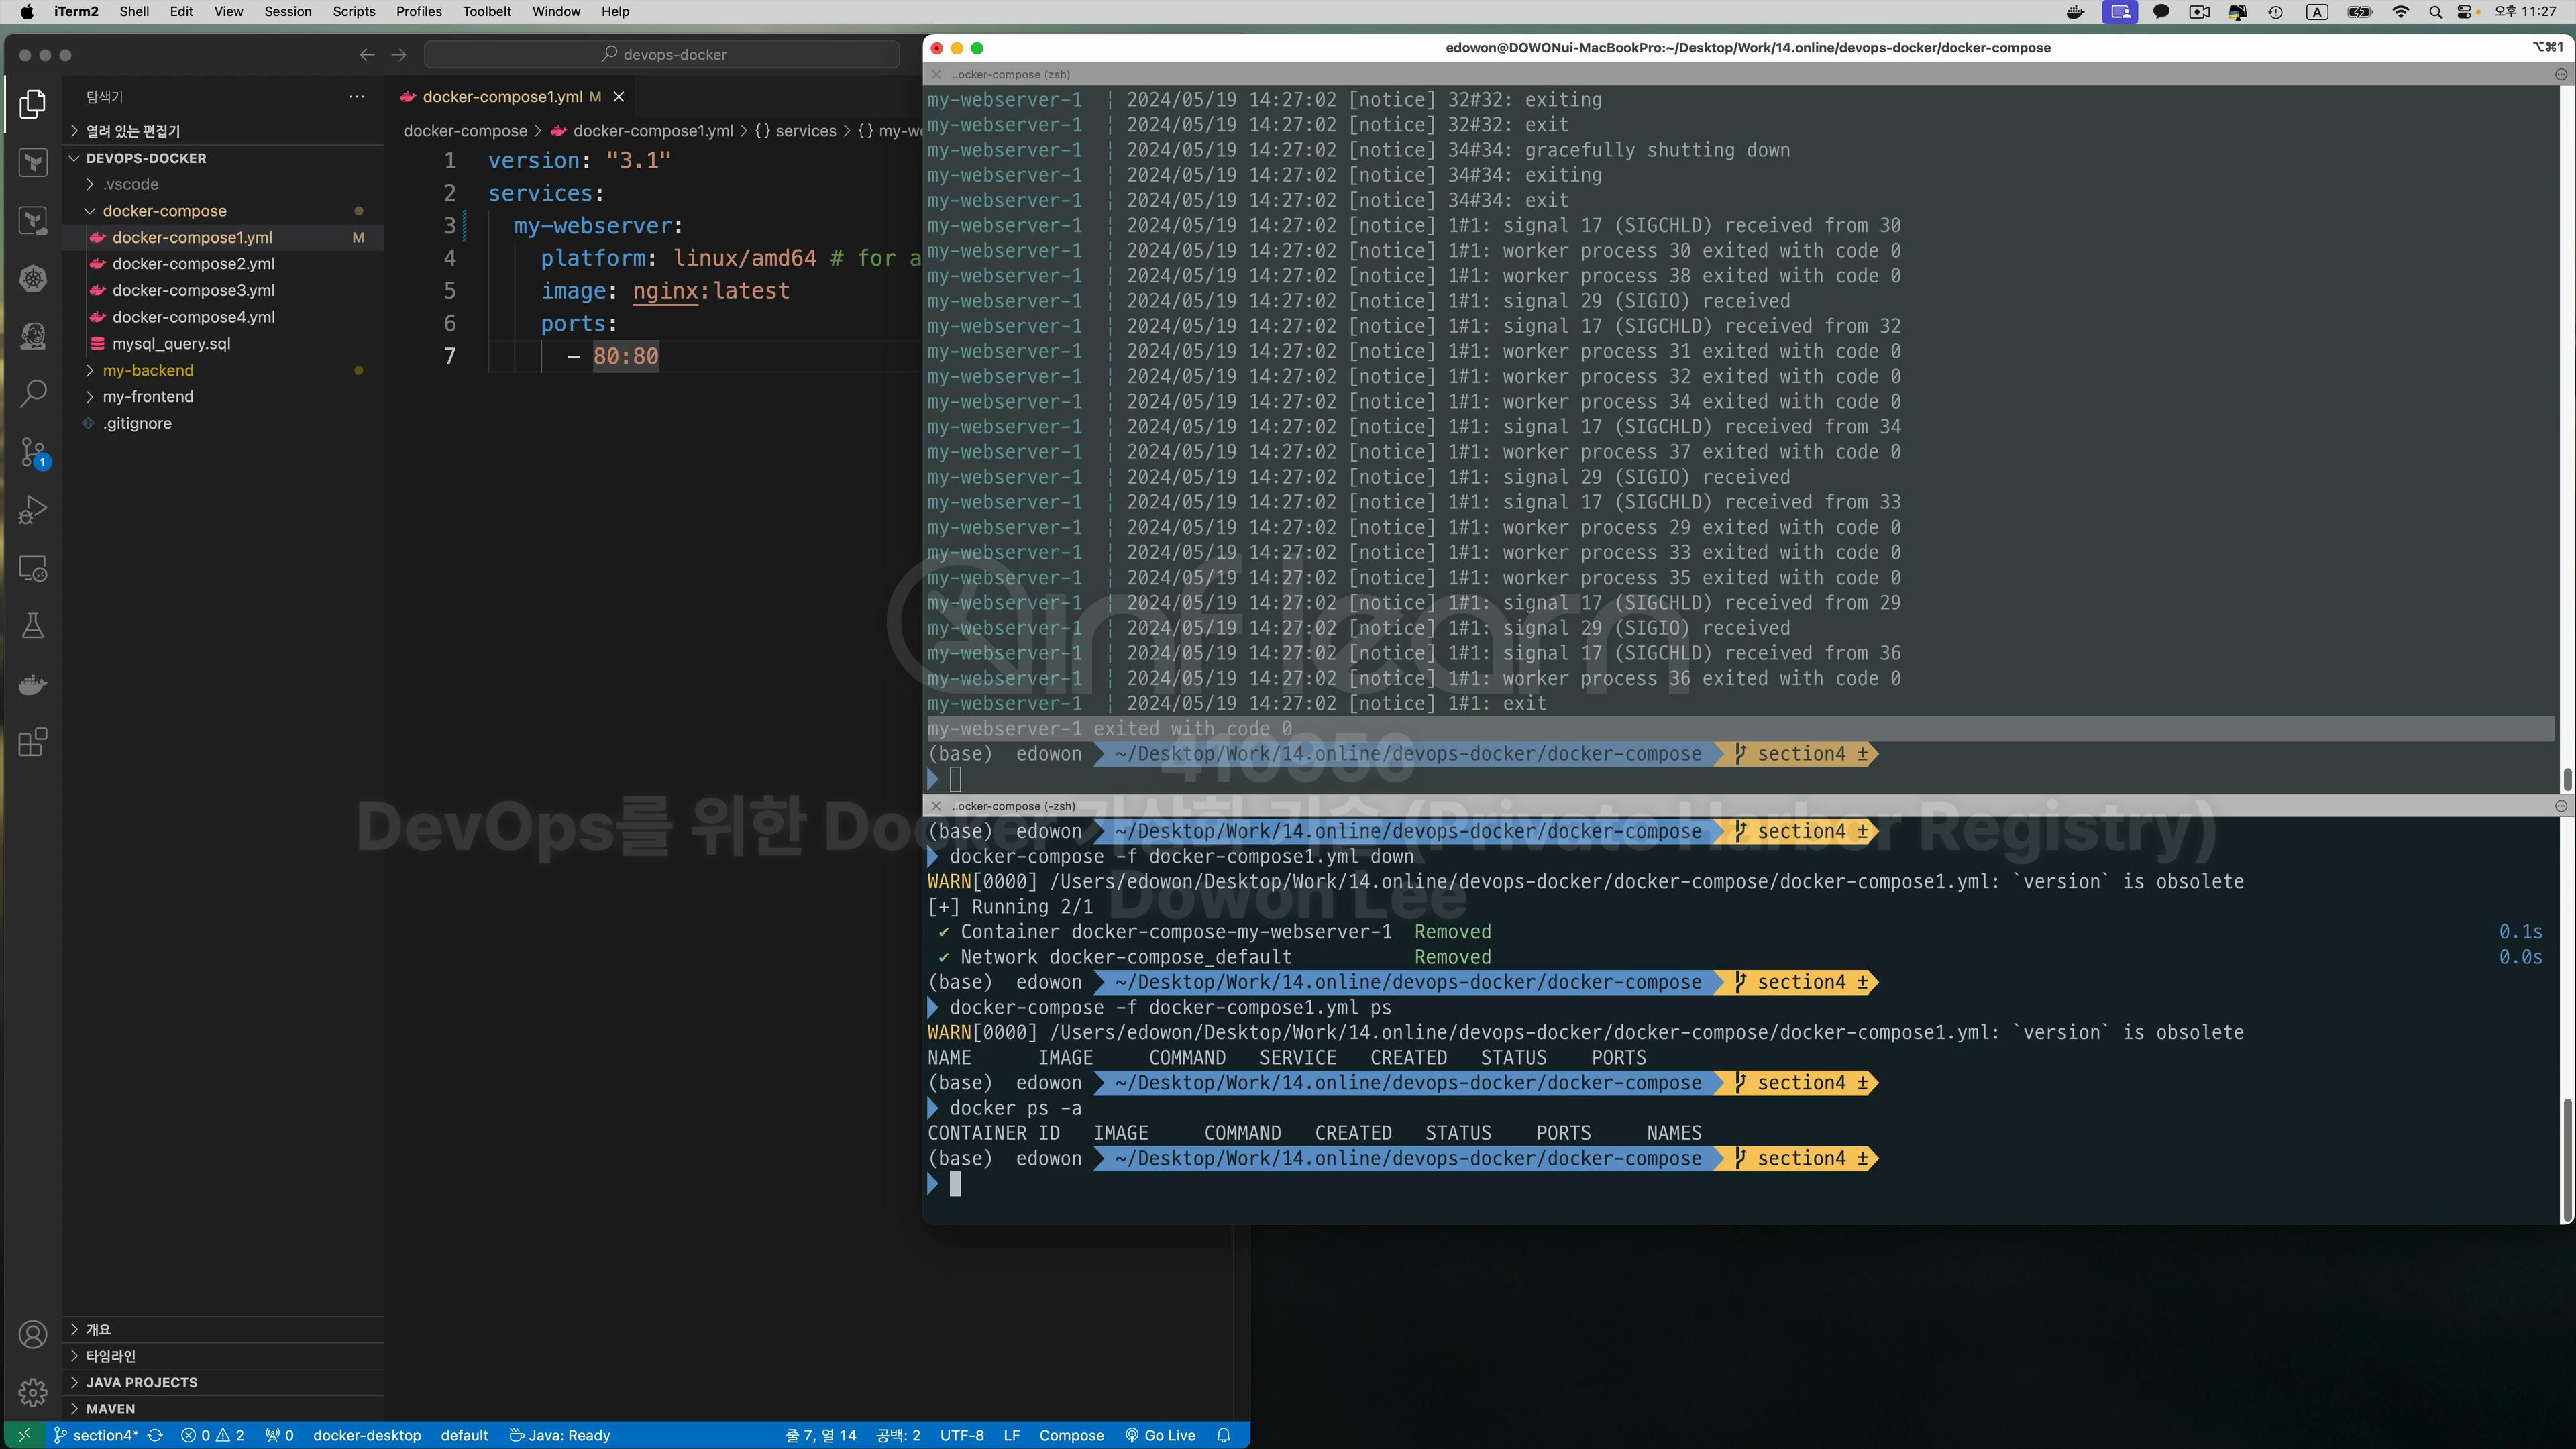 iTerm2 Shell Edit View Session Scripts Profiles Toolbelt Window Help
A 오후 11:27
devops-docker
탐색기
열려 있는 편집기
DEVOPS-DOCKER
.vscode
docker-compose
docker-compose1.yml M
docker-compose2.yml
docker-compose3.yml
docker-compose4.yml
mysql_query.sql
my-backend
my-frontend
.gitignore
1
개요
타임라인
JAVA PROJECTS
MAVEN
docker-compose1.yml M
docker-compose > docker-compose1.yml > {} services > {} my-we
1 version: "3.1"
2 services:
3 my-webserver:
4 platform: linux/amd64 # for a
5 image: nginx:latest
6 ports:
7 - 80:80
edowon@DOWONui-MacBookPro:~/Desktop/Work/14.online/devops-docker/docker-compose ⌥⌘1
..ocker-compose (zsh)
my-webserver-1 | 2024/05/19 14:27:02 [notice] 32#32: exiting
my-webserver-1 | 2024/05/19 14:27:02 [notice] 32#32: exit
my-webserver-1 | 2024/05/19 14:27:02 [notice] 34#34: gracefully shutting down
my-webserver-1 | 2024/05/19 14:27:02 [notice] 34#34: exiting
my-webserver-1 | 2024/05/19 14:27:02 [notice] 34#34: exit
my-webserver-1 | 2024/05/19 14:27:02 [notice] 1#1: signal 17 (SIGCHLD) received from 30
my-webserver-1 | 2024/05/19 14:27:02 [notice] 1#1: worker process 30 exited with code 0
my-webserver-1 | 2024/05/19 14:27:02 [notice] 1#1: worker process 38 exited with code 0
my-webserver-1 | 2024/05/19 14:27:02 [notice] 1#1: signal 29 (SIGIO) received
my-webserver-1 | 2024/05/19 14:27:02 [notice] 1#1: signal 17 (SIGCHLD) received from 32
my-webserver-1 | 2024/05/19 14:27:02 [notice] 1#1: worker process 31 exited with code 0
my-webserver-1 | 2024/05/19 14:27:02 [notice] 1#1: worker process 32 exited with code 0
my-webserver-1 | 2024/05/19 14:27:02 [notice] 1#1: worker process 34 exited with code 0
my-webserver-1 | 2024/05/19 14:27:02 [notice] 1#1: signal 17 (SIGCHLD) received from 34
my-webserver-1 | 2024/05/19 14:27:02 [notice] 1#1: worker process 37 exited with code 0
my-webserver-1 | 2024/05/19 14:27:02 [notice] 1#1: signal 29 (SIGIO) received
my-webserver-1 | 2024/05/19 14:27:02 [notice] 1#1: signal 17 (SIGCHLD) received from 33
my-webserver-1 | 2024/05/19 14:27:02 [notice] 1#1: worker process 29 exited with code 0
my-webserver-1 | 2024/05/19 14:27:02 [notice] 1#1: worker process 33 exited with code 0
my-webserver-1 | 2024/05/19 14:27:02 [notice] 1#1: worker process 35 exited with code 0
my-webserver-1 | 2024/05/19 14:27:02 [notice] 1#1: signal 17 (SIGCHLD) received from 29
my-webserver-1 | 2024/05/19 14:27:02 [notice] 1#1: signal 29 (SIGIO) received
my-webserver-1 | 2024/05/19 14:27:02 [notice] 1#1: signal 17 (SIGCHLD) received from 36
my-webserver-1 | 2024/05/19 14:27:02 [notice] 1#1: worker process 36 exited with code 0
my-webserver-1 | 2024/05/19 14:27:02 [notice] 1#1: exit
my-webserver-1 exited with code 0
(base) edowon ~/Desktop/Work/14.online/devops-docker/docker-compose section4 ±
..ocker-compose (-zsh)
(base) edowon ~/Desktop/Work/14.online/devops-docker/docker-compose section4 ±
docker-compose -f docker-compose1.yml down
WARN[0000] /Users/edowon/Desktop/Work/14.online/devops-docker/docker-compose/docker-compose1.yml: `version` is obsolete
[+] Running 2/1
✔ Container docker-compose-my-webserver-1 Removed 0.1s
✔ Network docker-compose_default Removed 0.0s
(base) edowon ~/Desktop/Work/14.online/devops-docker/docker-compose section4 ±
docker-compose -f docker-compose1.yml ps
WARN[0000] /Users/edowon/Desktop/Work/14.online/devops-docker/docker-compose/docker-compose1.yml: `version` is obsolete
NAME IMAGE COMMAND SERVICE CREATED STATUS PORTS
(base) edowon ~/Desktop/Work/14.online/devops-docker/docker-compose section4 ±
docker ps -a
CONTAINER ID IMAGE COMMAND CREATED STATUS PORTS NAMES
(base) edowon ~/Desktop/Work/14.online/devops-docker/docker-compose section4 ±
inflearn
410956
DevOps를 위한 Docker 가상화 기술 (Private Harbor Registry)
Dowon Lee
section4* 0 2 0 docker-desktop default Java: Ready 줄 7, 열 14 공백: 2 UTF-8 LF Compose Go Live